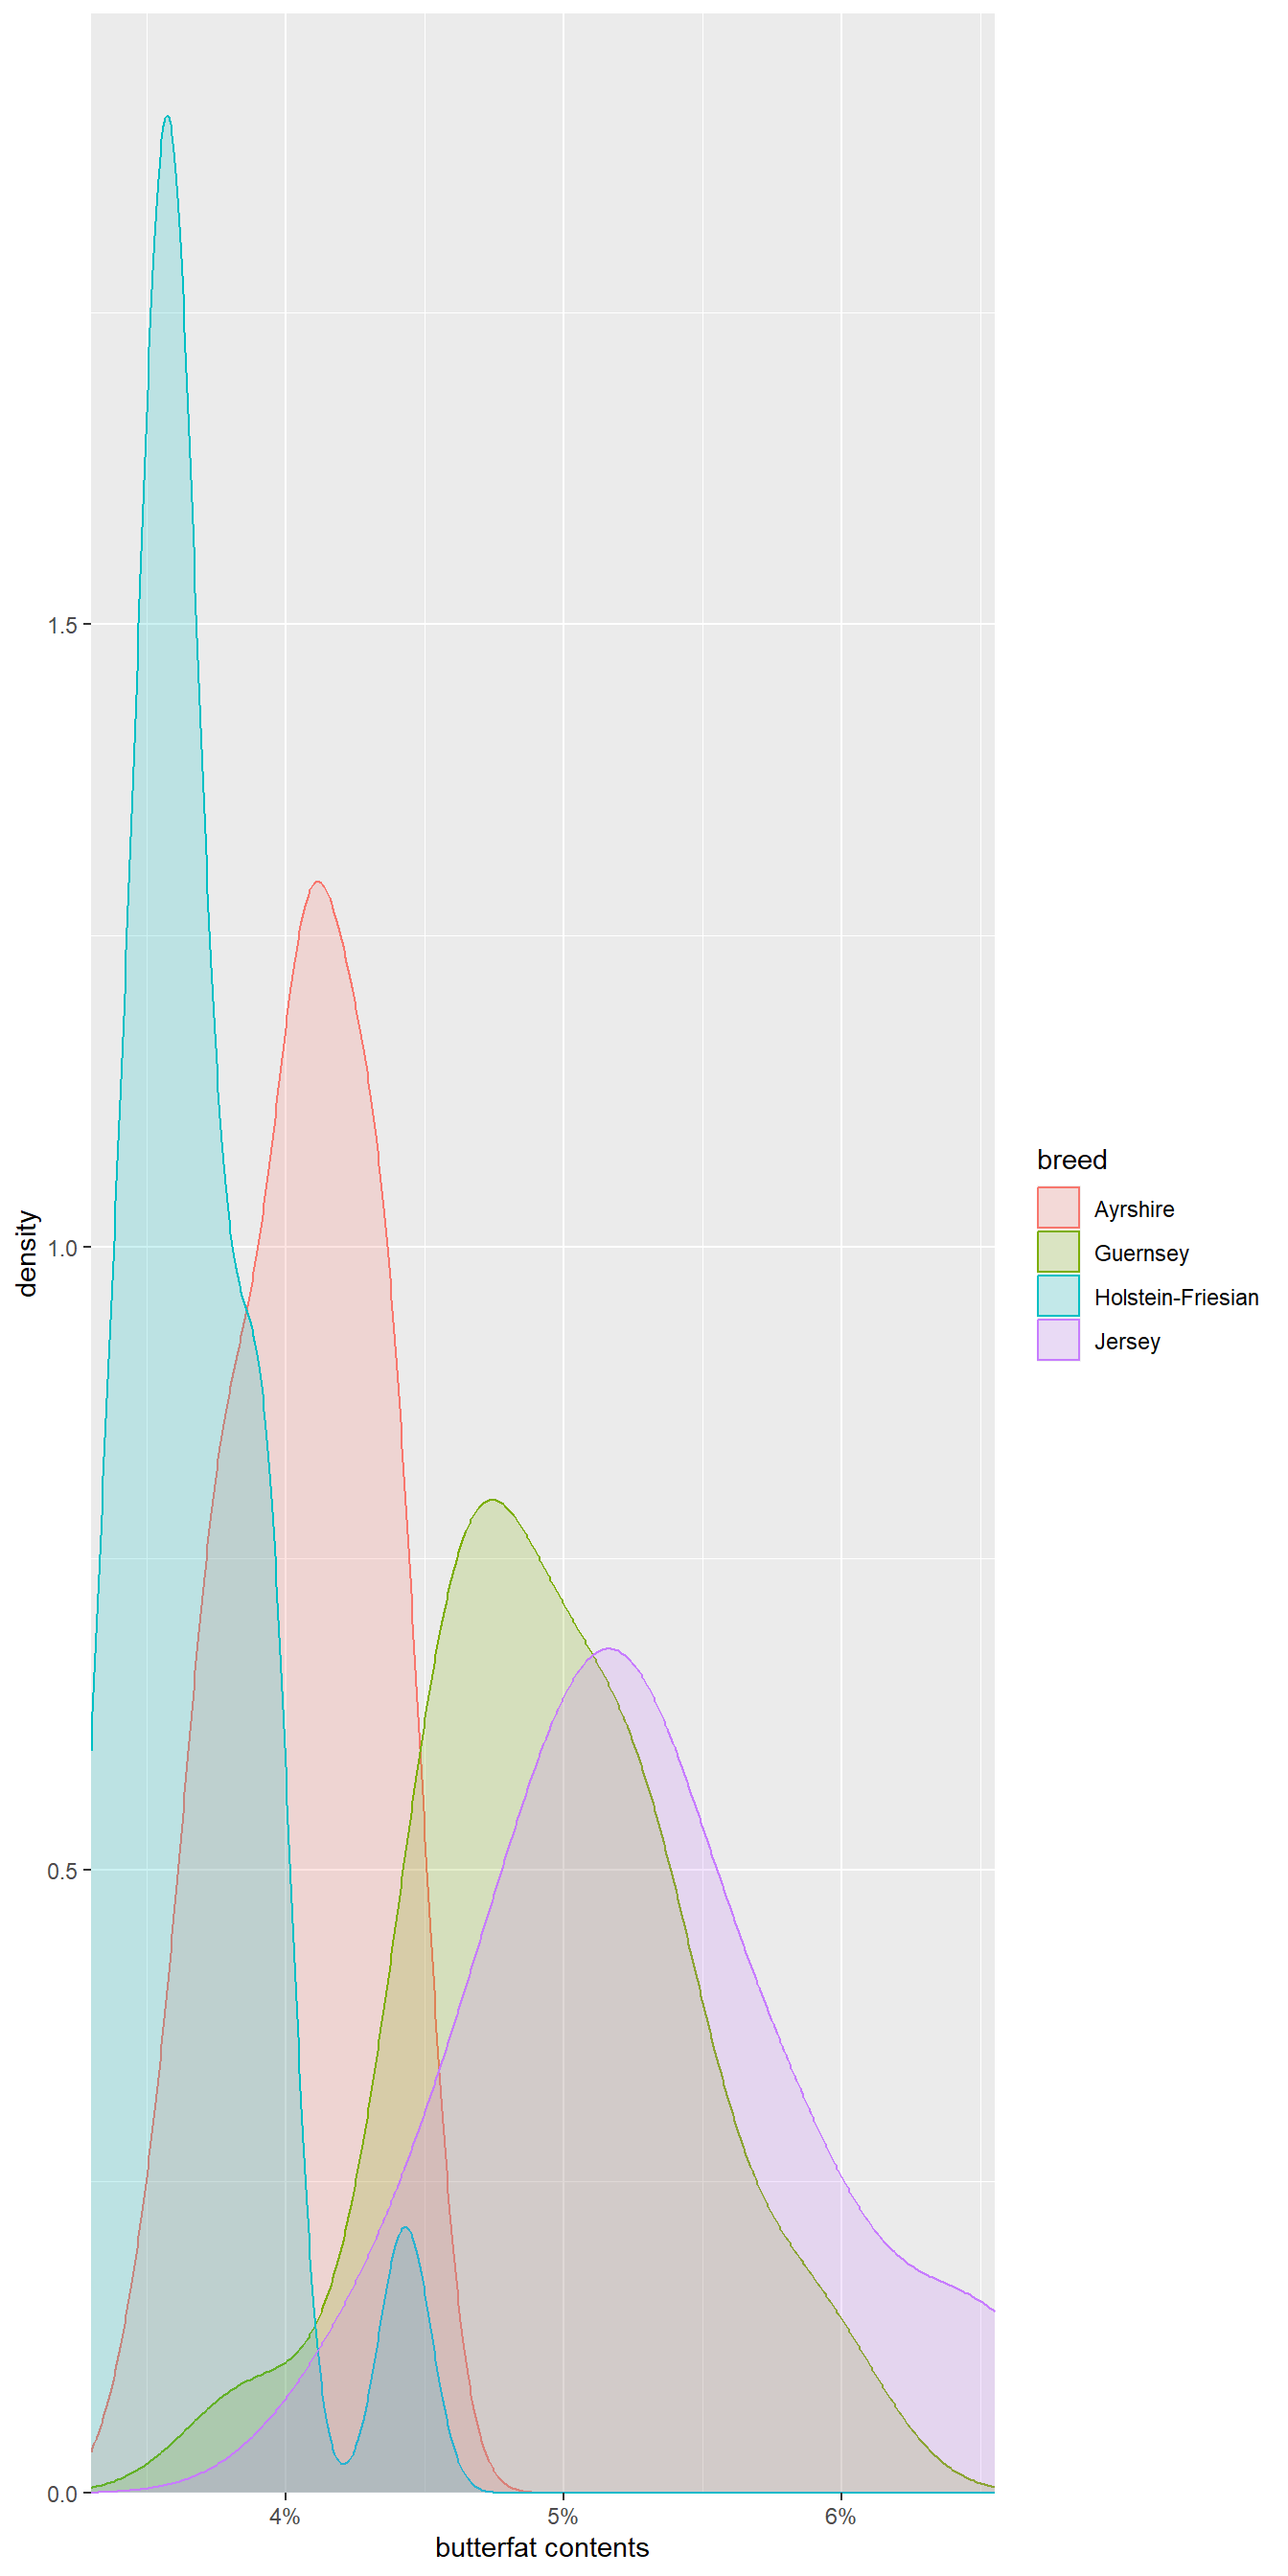 1.5
1.0
0.5
0.0
density
4%
5%
6%
butterfat contents
breed
Ayrshire
Guernsey
Holstein-Friesian
Jersey